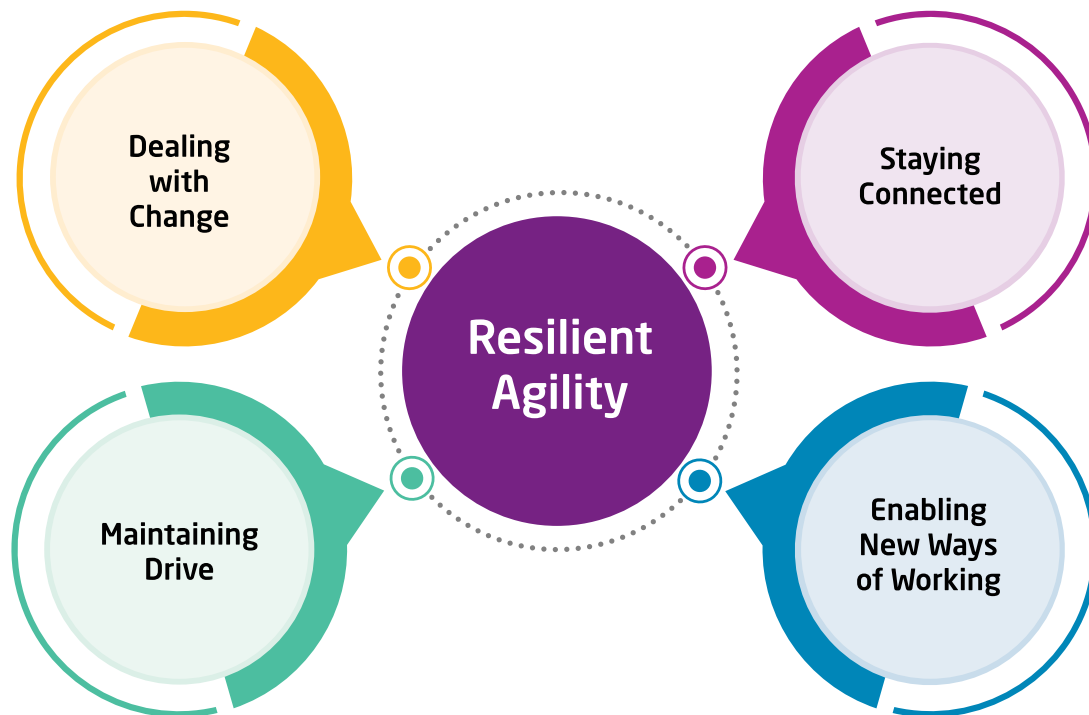 Dealing
with
Change
Staying
Connected
Resilient
Agility
Maintaining
Drive
Enabling
New Ways
of Working